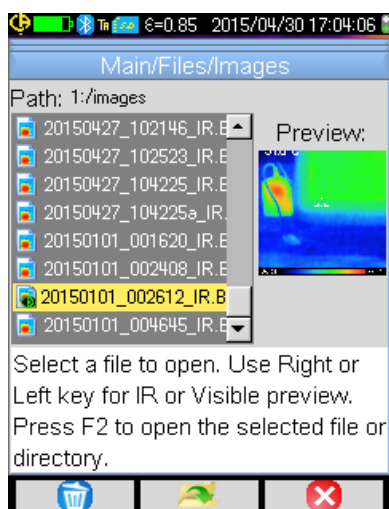 ε=0.85 2015/04/30 17:04:06
Main/Files/Images
Path: 1:/images
20150427_102146_IR.B
Preview:
20150427_102523_IR.B
20150427_104225_IR.B
20150427_104225a_IR.
20150101_001620_IR.B
20150101_002408_IR.B
20150101_002612_IR.B
20150101_004645_IR.B
Select a file to open. Use Right or
Left key for IR or Visible preview.
Press F2 to open the selected file or
directory.